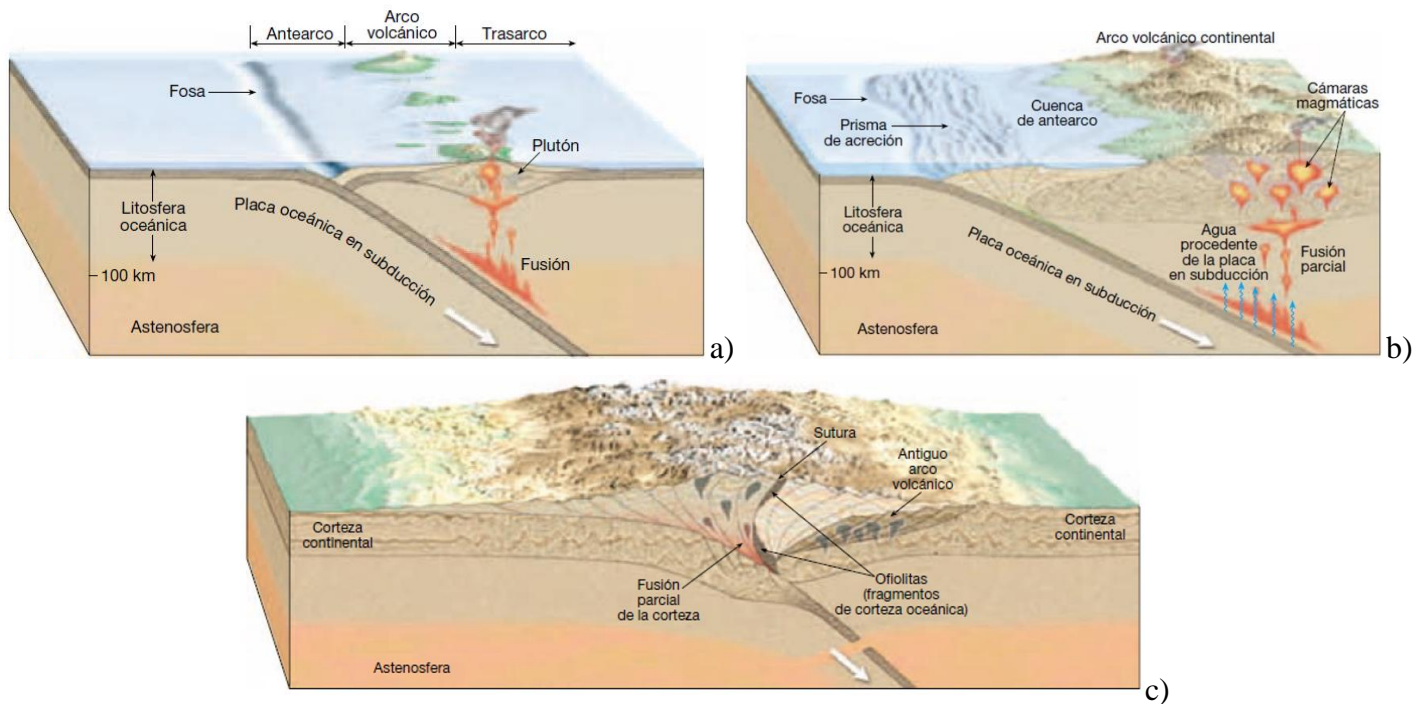 Antearco
Arco
volcánico
Trasarco
Fosa
Plutón
Litosfera
oceánica
100 km
Placa oceánica en subducción
Fusión
Astenosfera
a)
Arco volcánico continental
Fosa
Prisma
de acreción
Cuenca
de antearco
Cámaras
magmáticas
Litosfera
oceánica
100 km
Placa oceánica en subducción
Agua
procedente
de la placa
en subducción
Fusión
parcial
Astenosfera
b)
Sutura
Antiguo
arco
volcánico
Corteza
continental
Corteza
continental
Fusión
parcial
de la corteza
Ofiolitas
(fragmentos
de corteza oceánica)
Astenosfera
c)